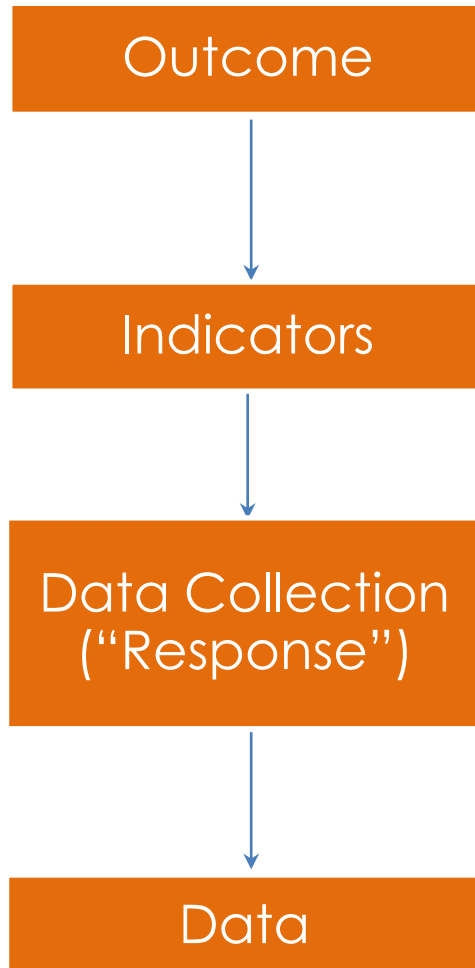 Outcome
Indicators
Data Collection
(“Response”)
Data